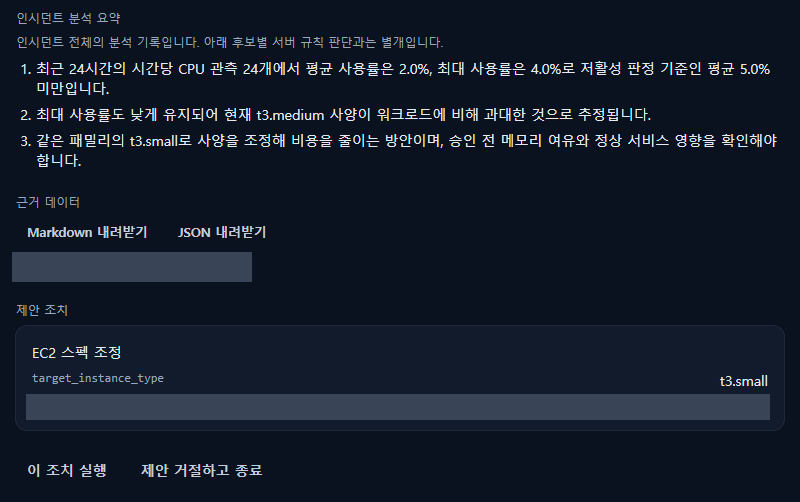 인시던트 분석 요약
인시던트 전체의 분석 기록입니다. 아래 후보별 서버 규칙 판단과는 별개입니다.
1. 최근 24시간의 시간당 CPU 관측 24개에서 평균 사용률은 2.0%, 최대 사용률은 4.0%로 저활성 판정 기준인 평균 5.0%
미만입니다.
2. 최대 사용률도 낮게 유지되어 현재 t3.medium 사양이 워크로드에 비해 과대한 것으로 추정됩니다.
3. 같은 패밀리의 t3.small로 사양을 조정해 비용을 줄이는 방안이며, 승인 전 메모리 여유와 정상 서비스 영향을 확인해야
합니다.
근거 데이터
Markdown 내려받기 JSON 내려받기
제안 조치
EC2 스펙 조정
target_instance_type t3.small
이 조치 실행 제안 거절하고 종료